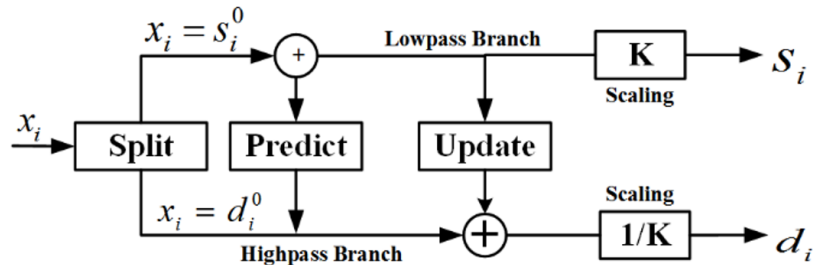 x_i = s_i^0
+
Lowpass Branch
K
Scaling
S_i
x_i
Split
Predict
Update
x_i = d_i^0
Highpass Branch
+
Scaling
1/K
d_i